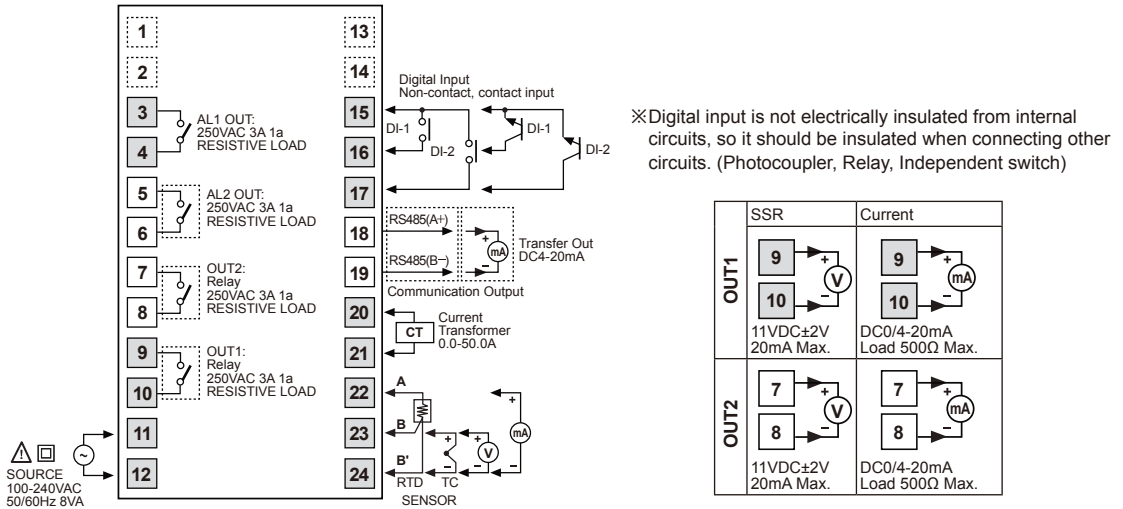 1
2
3
4
AL1 OUT:
250VAC 3A 1a
RESISTIVE LOAD
5
6
AL2 OUT:
250VAC 3A 1a
RESISTIVE LOAD
7
8
OUT2:
Relay
250VAC 3A 1a
RESISTIVE LOAD
9
10
OUT1:
Relay
250VAC 3A 1a
RESISTIVE LOAD
11
12
SOURCE
100-240VAC
50/60Hz 8VA
13
14
15
16
17
Digital Input
Non-contact, contact input
DI-1
DI-2
DI-1
DI-2
18
19
RS485(A+)
RS485(B−)
+
mA
−
Transfer Out
DC4-20mA
Communication Output
20
21
CT
Current
Transformer
0.0-50.0A
22
23
24
A
B
B'
RTD
+
−
TC
+
V
−
+
mA
−
SENSOR
※Digital input is not electrically insulated from internal
circuits, so it should be insulated when connecting other
circuits. (Photocoupler, Relay, Independent switch)
SSR
Current
OUT1
9
10
+
V
−
11VDC±2V
20mA Max.
9
10
+
mA
−
DC0/4-20mA
Load 500Ω Max.
OUT2
7
8
+
V
−
11VDC±2V
20mA Max.
7
8
+
mA
−
DC0/4-20mA
Load 500Ω Max.